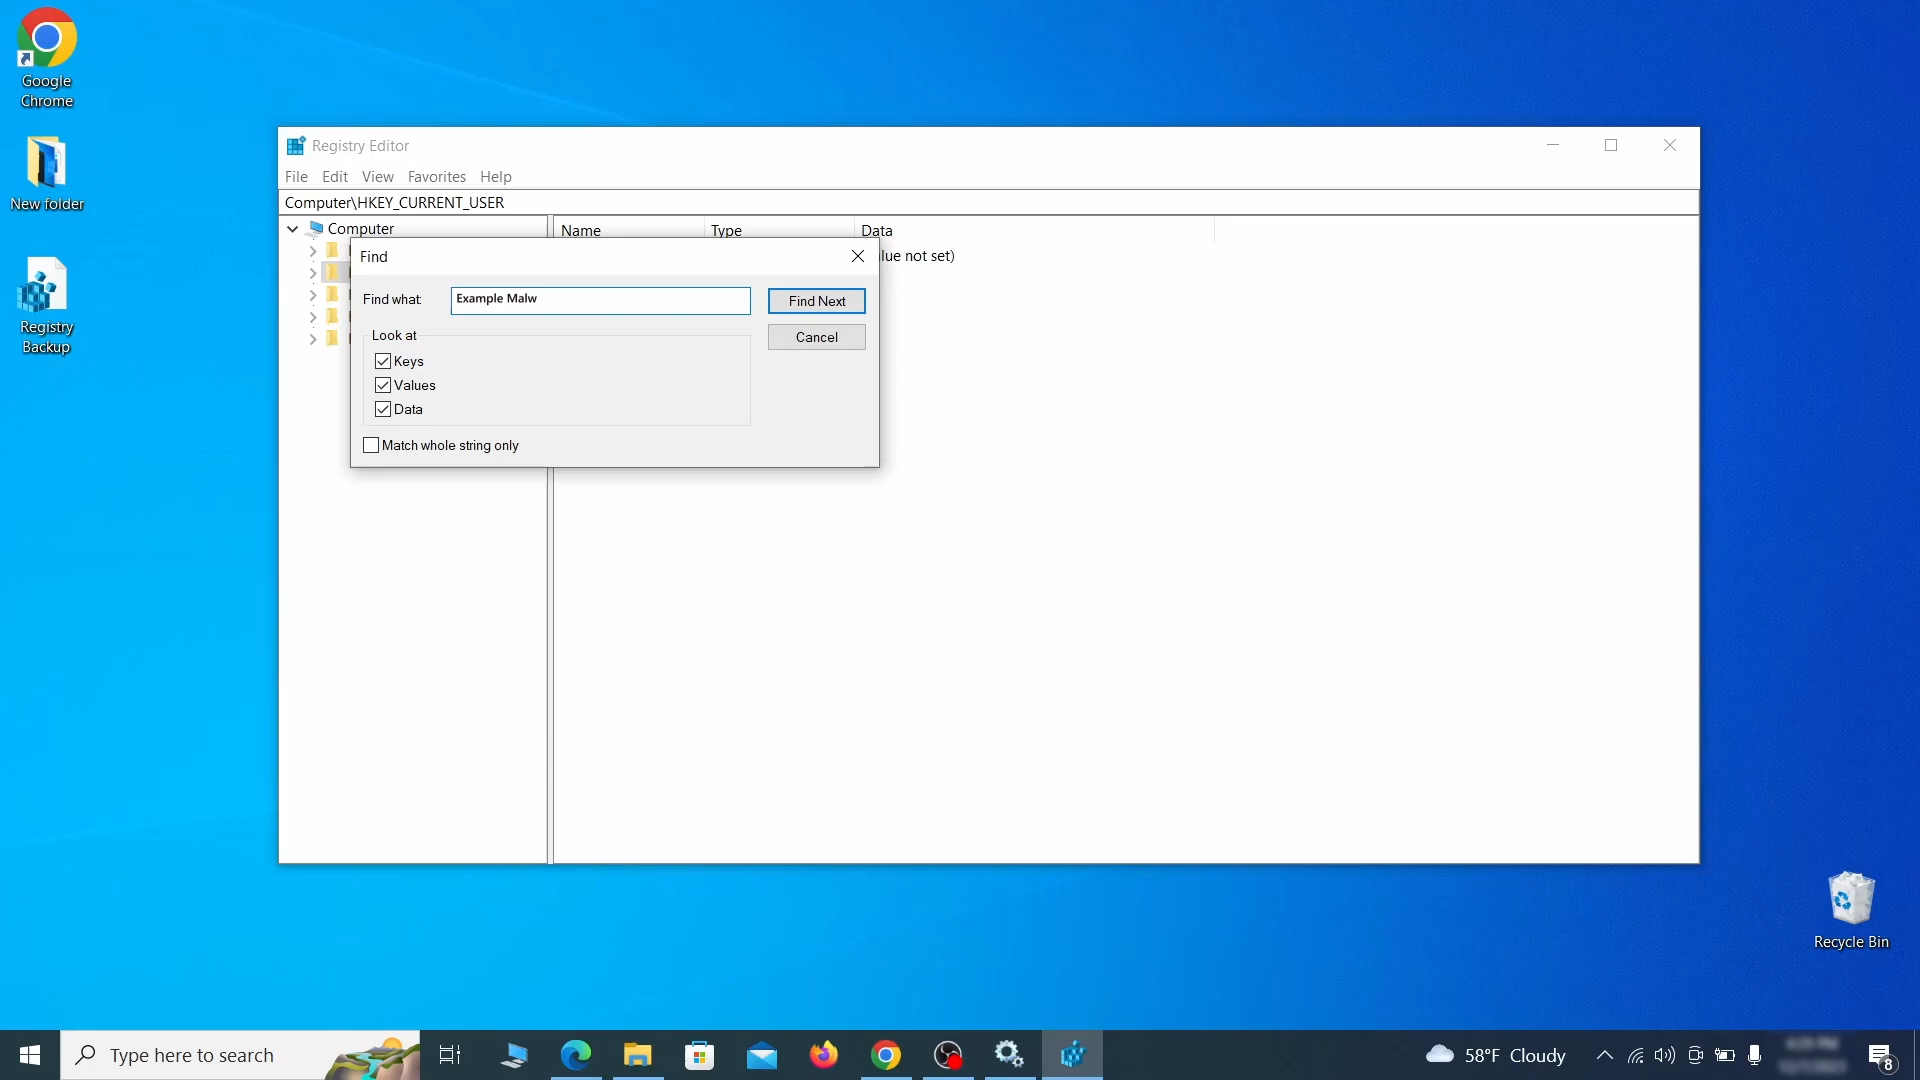 Google
Chrome
New folder
Registry
Backup
Registry Editor
File Edit View Favorites Help
Computer\HKEY_CURRENT_USER
Computer
Name Type Data
lue not set)
Find
Find what:
Example Malw
Find Next
Look at
Cancel
Keys
Values
Data
Match whole string only
Recycle Bin
Type here to search
58°F Cloudy
8